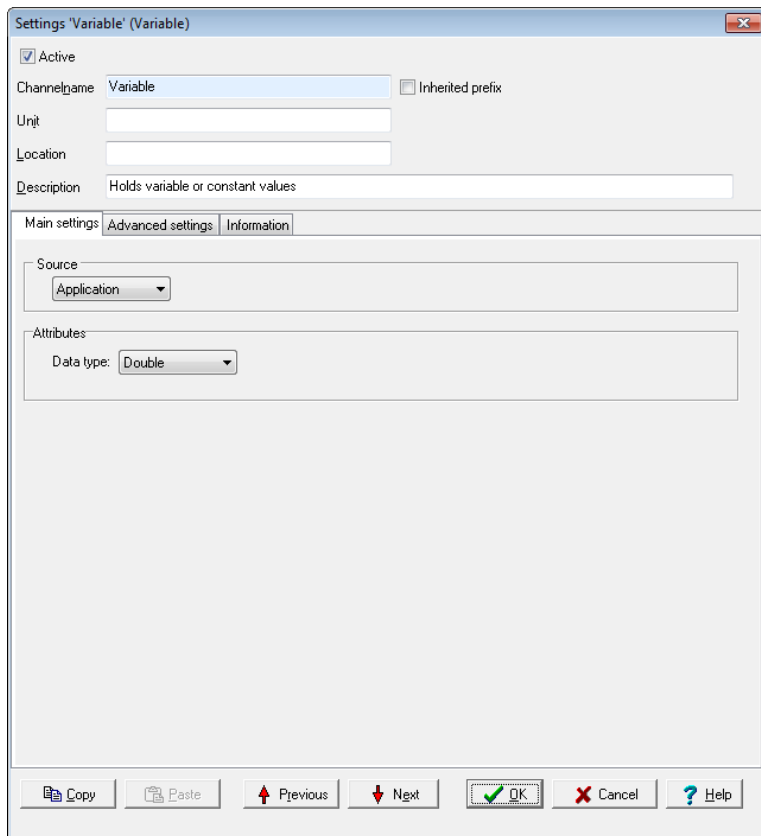 Settings 'Variable' (Variable)
Active
Channelname Variable Inherited prefix
Unit
Location
Description Holds variable or constant values
Main settings Advanced settings Information
Source
Application
Attributes
Data type: Double
Copy Paste Previous Next OK Cancel Help